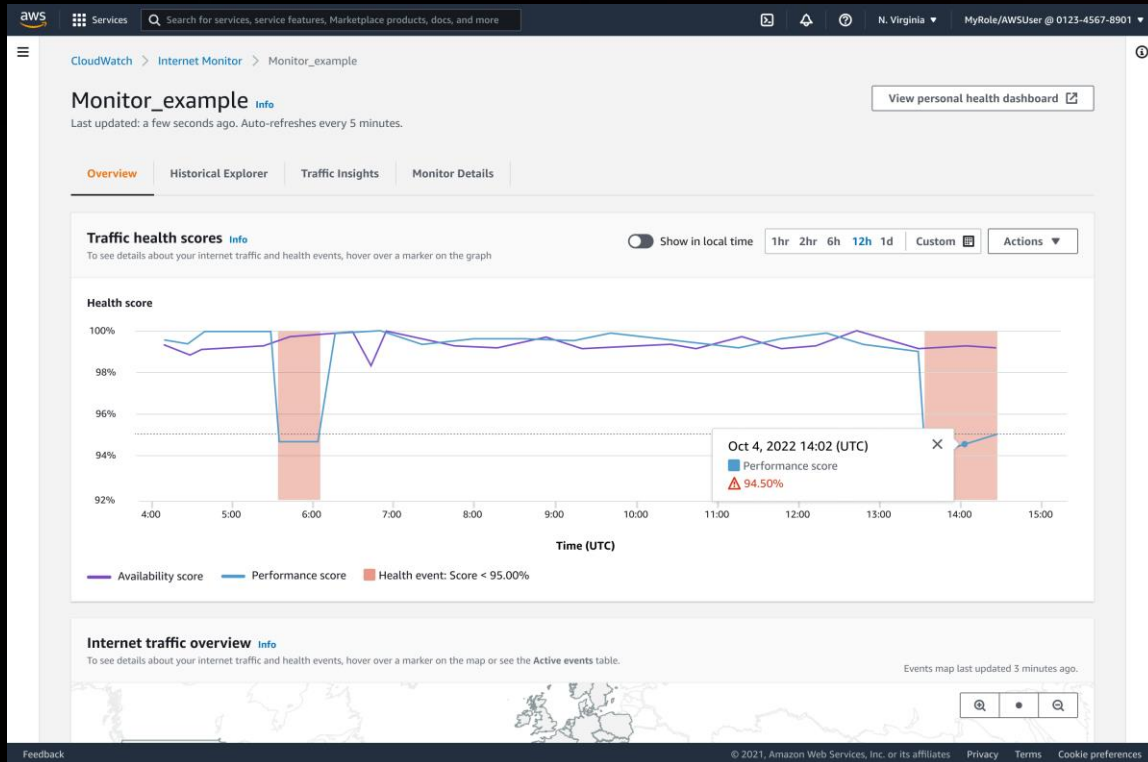 aws
Services
Search for services, service features, Marketplace products, docs, and more
N. Virginia ▼
MyRole/AWSUser @ 0123-4567-8901 ▼
CloudWatch > Internet Monitor > Monitor_example
Monitor_example Info
View personal health dashboard
Last updated: a few seconds ago. Auto-refreshes every 5 minutes.
Overview
Historical Explorer
Traffic Insights
Monitor Details
Traffic health scores Info
To see details about your internet traffic and health events, hover over a marker on the graph
Show in local time
1hr 2hr 6h 12h 1d Custom
Actions ▼
Health score
100%
98%
96%
94%
92%
Oct 4, 2022 14:02 (UTC)
Performance score
94.50%
4:00 5:00 6:00 7:00 8:00 9:00 10:00 11:00 12:00 13:00 14:00 15:00
Time (UTC)
Availability score
Performance score
Health event: Score < 95.00%
Internet traffic overview Info
To see details about your internet traffic and health events, hover over a marker on the map or see the Active events table.
Events map last updated 3 minutes ago.
Feedback
© 2021, Amazon Web Services, Inc. or its affiliates
Privacy
Terms
Cookie preferences